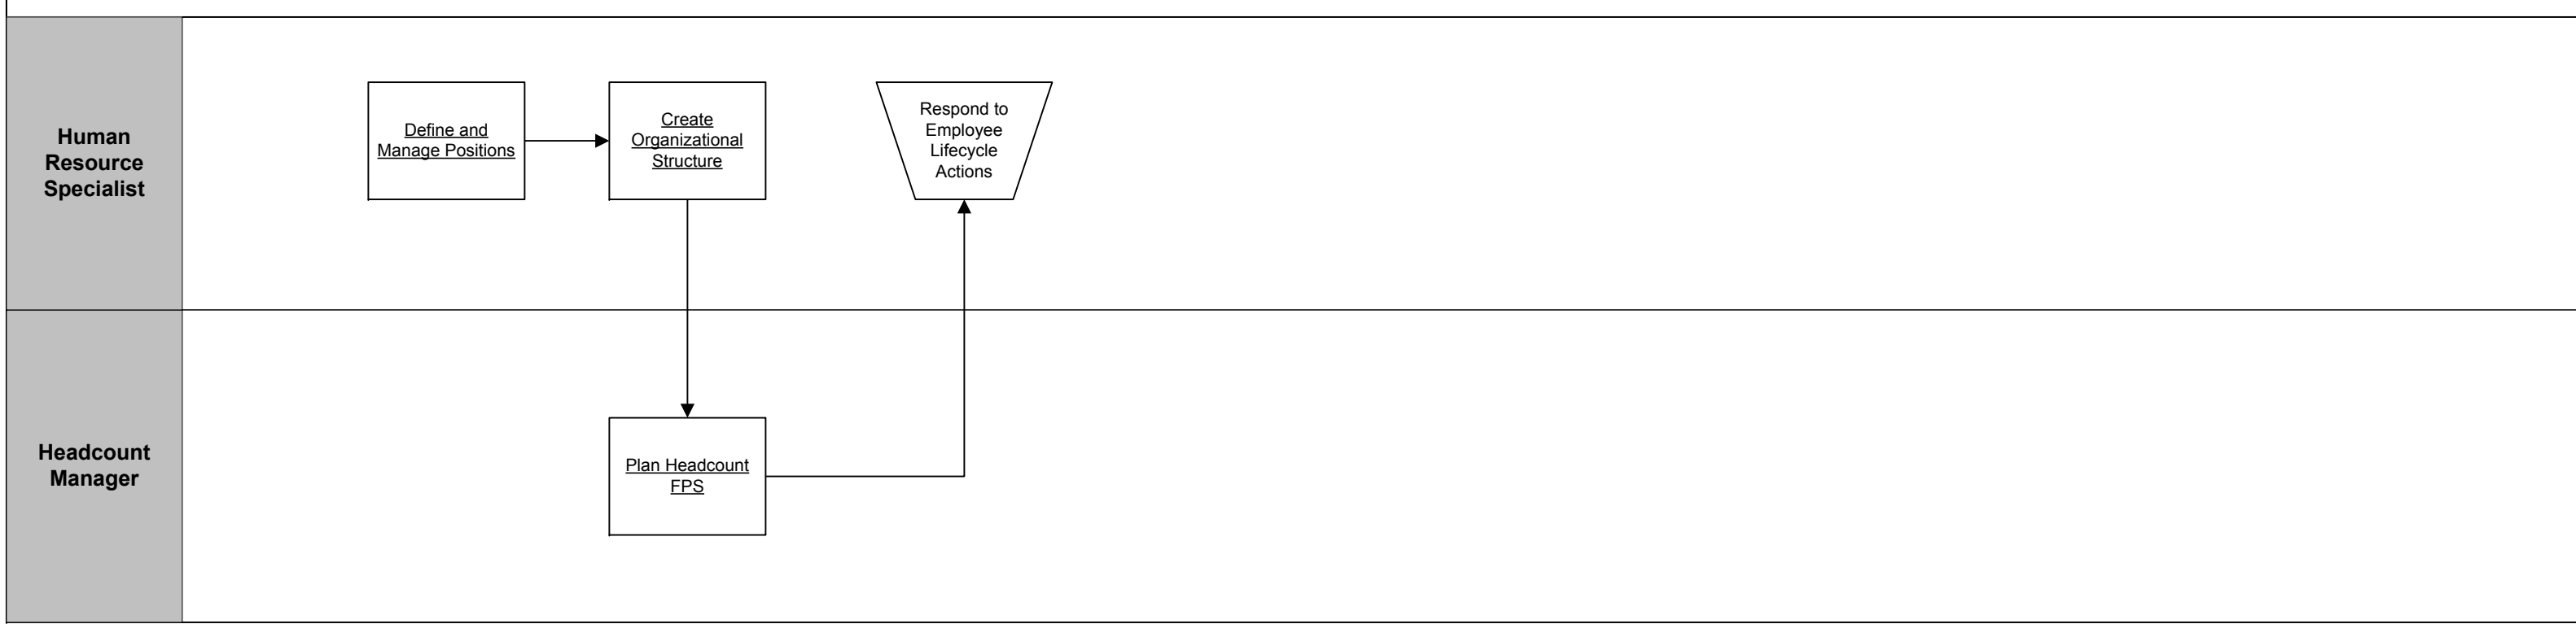 Human
Resource
Specialist
Define and
Manage Positions
Create
Organizational
Structure
Respond to
Employee
Lifecycle
Actions
Headcount
Manager
Plan Headcount
FPS